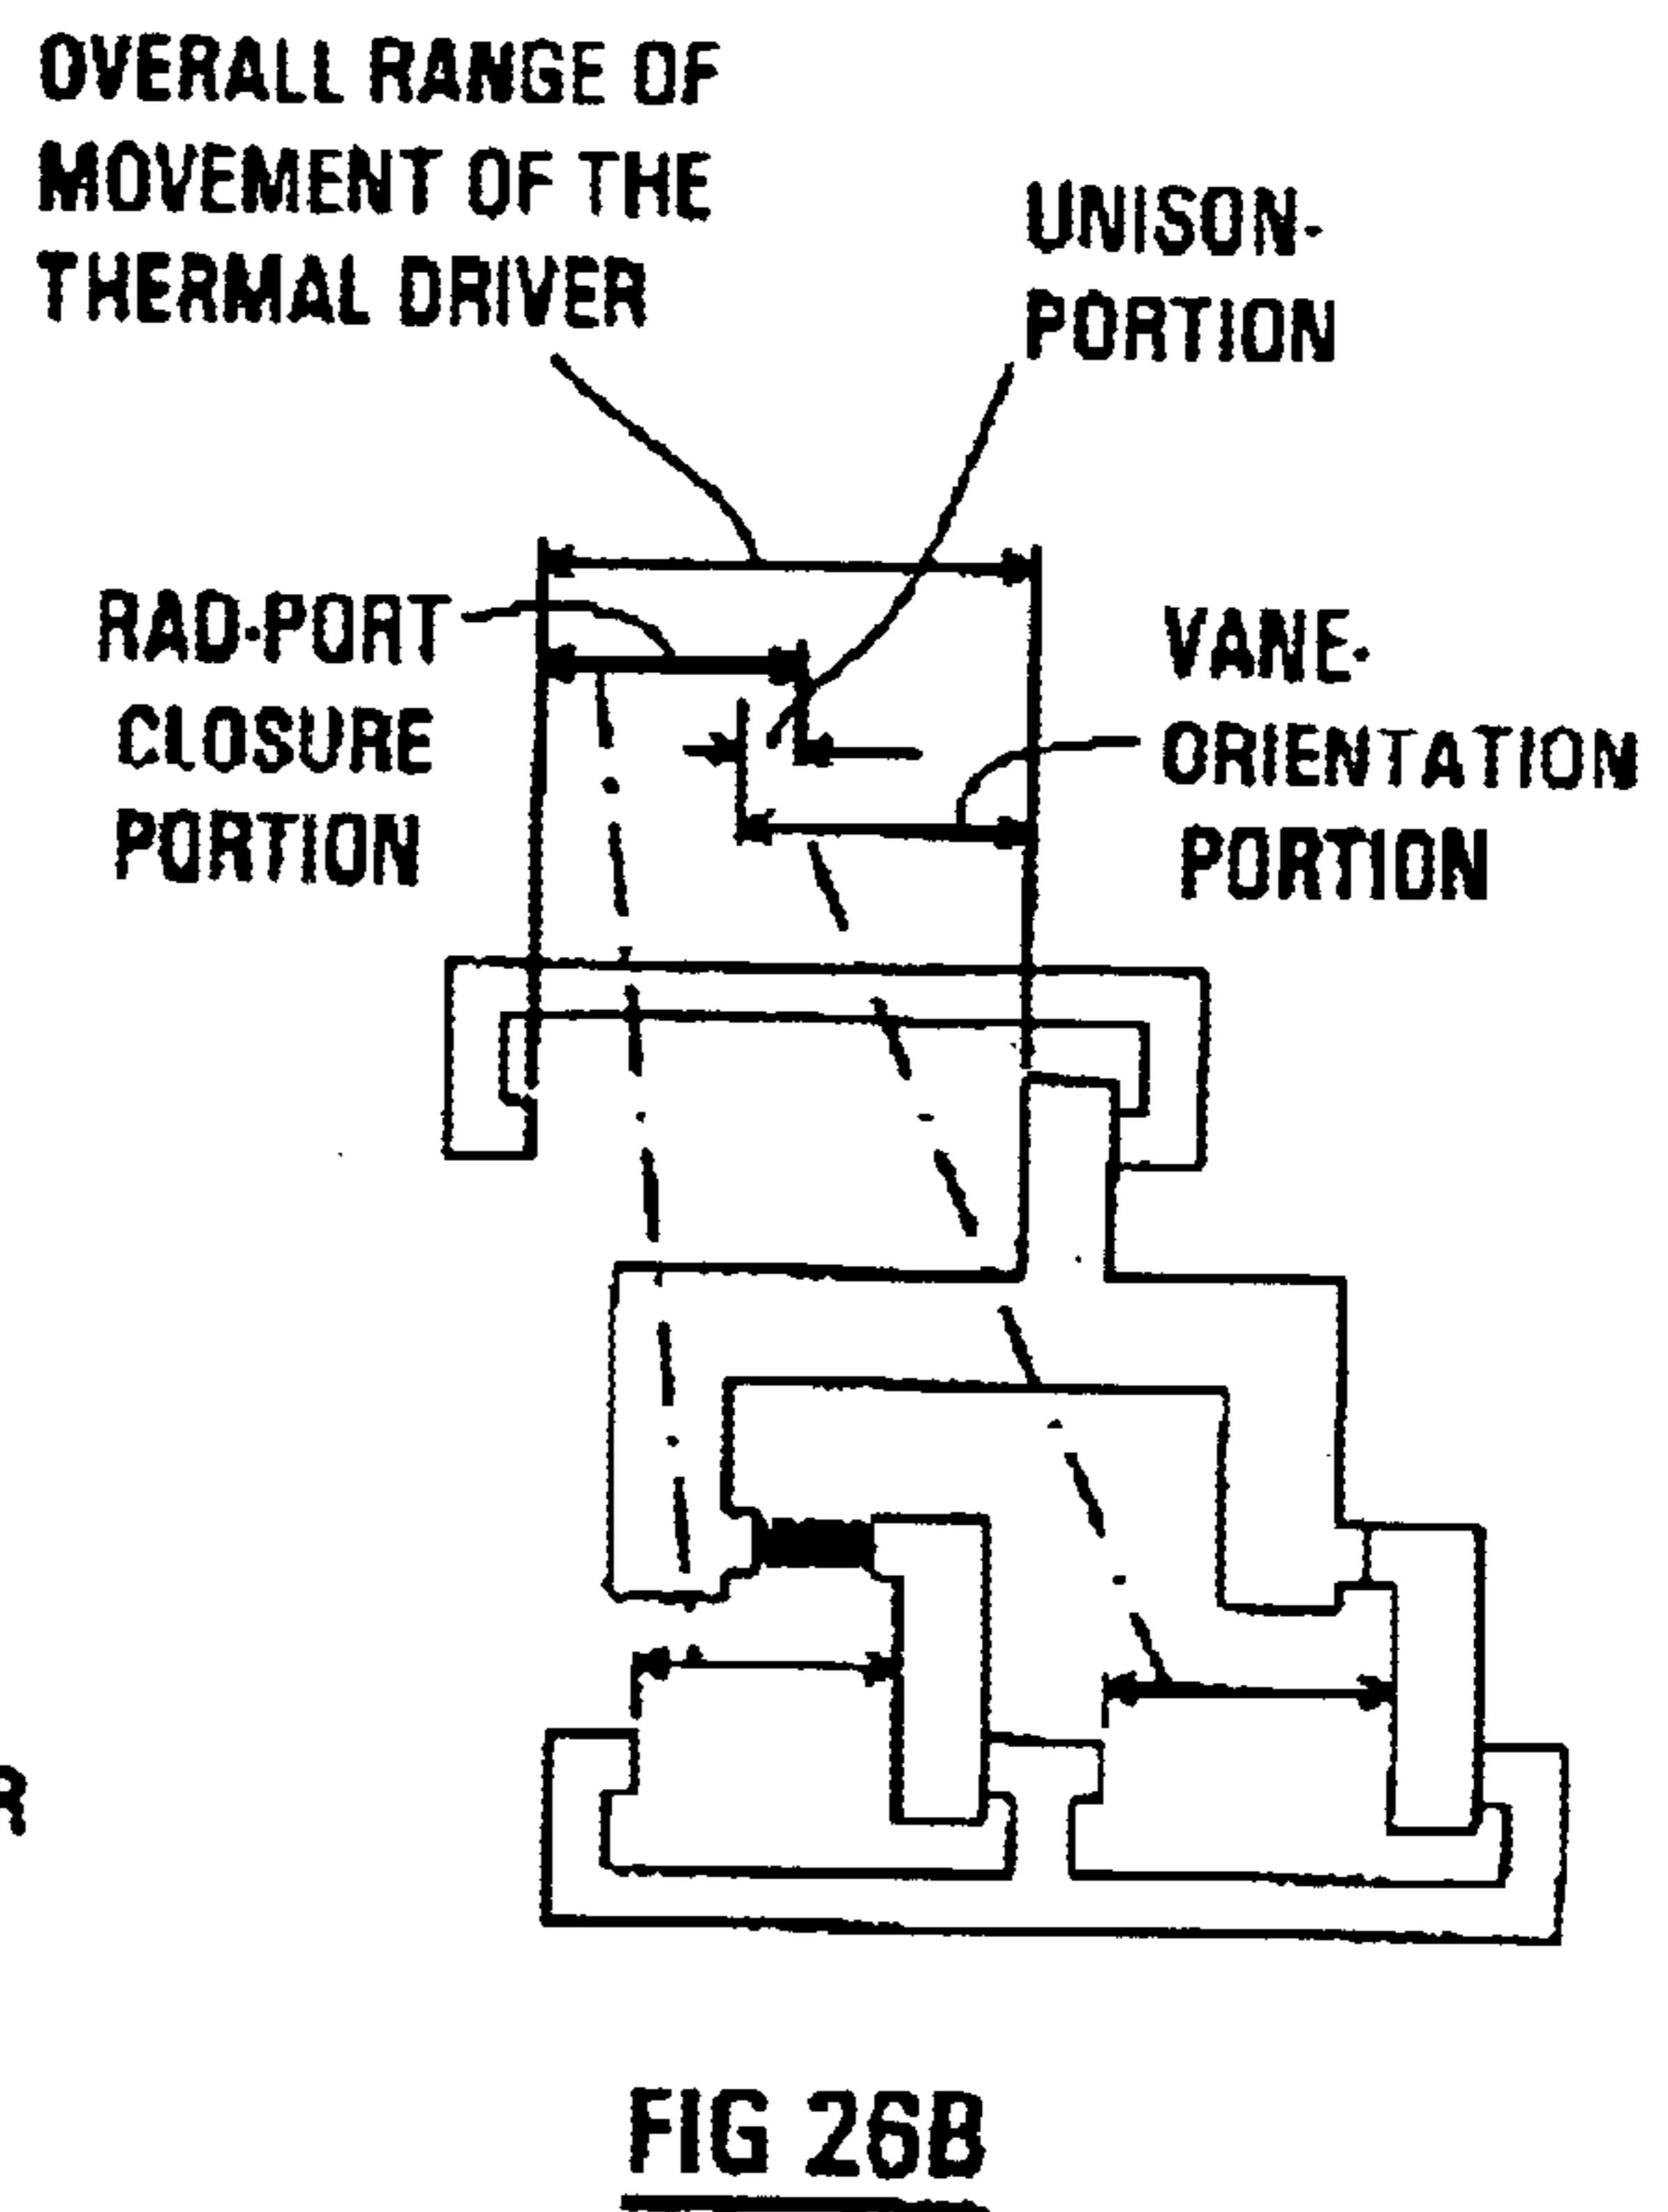 OVERALL RANGE OF
MOVEMENT OF THE
THERMAL DRIVER
UNISON-
PORTION
RAD-PORT
CLOSURE
PORTION
VANE-
ORIENTATION
PORTION
R
FIG 26B